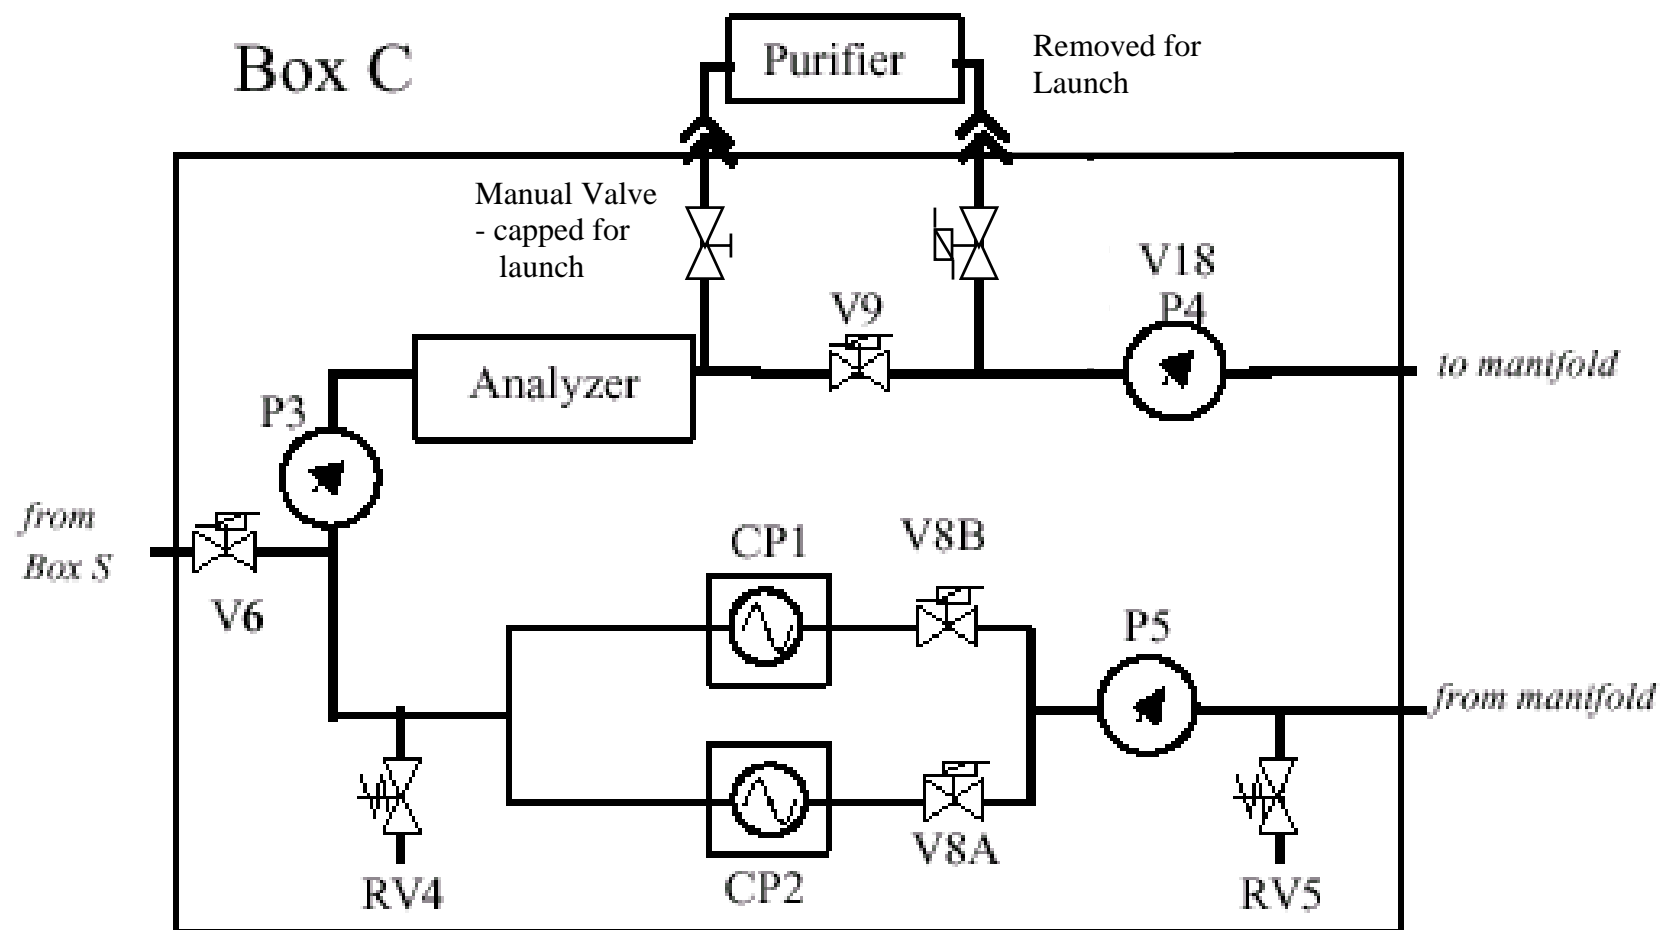 Box C
Purifier
Removed for
Launch
Manual Valve
- capped for
launch
V18
P4
V9
to manifold
Analyzer
P3
from
Box S
V6
CP1
V8B
P5
from manifold
V8A
CP2
RV4
RV5